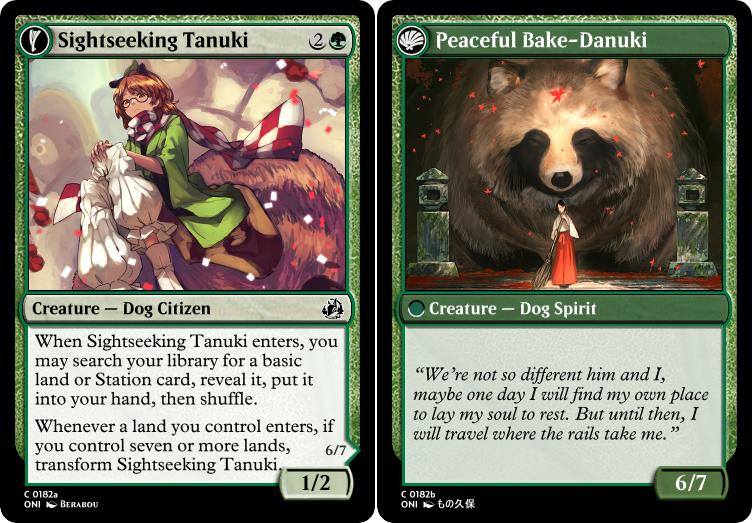 Sightseeking Tanuki 2
Creature — Dog Citizen
When Sightseeking Tanuki enters, you
may search your library for a basic
land or Station card, reveal it, put it
into your hand, then shuffle.
Whenever a land you control enters, if
you control seven or more lands,
transform Sightseeking Tanuki.
6/7
1/2
C 0182a
ONI BERABOU
Peaceful Bake-Danuki
Creature — Dog Spirit
“We’re not so different him and I,
maybe one day I will find my own place
to lay my soul to rest. But until then, I
will travel where the rails take me.”
6/7
C 0182b
ONI もの久保